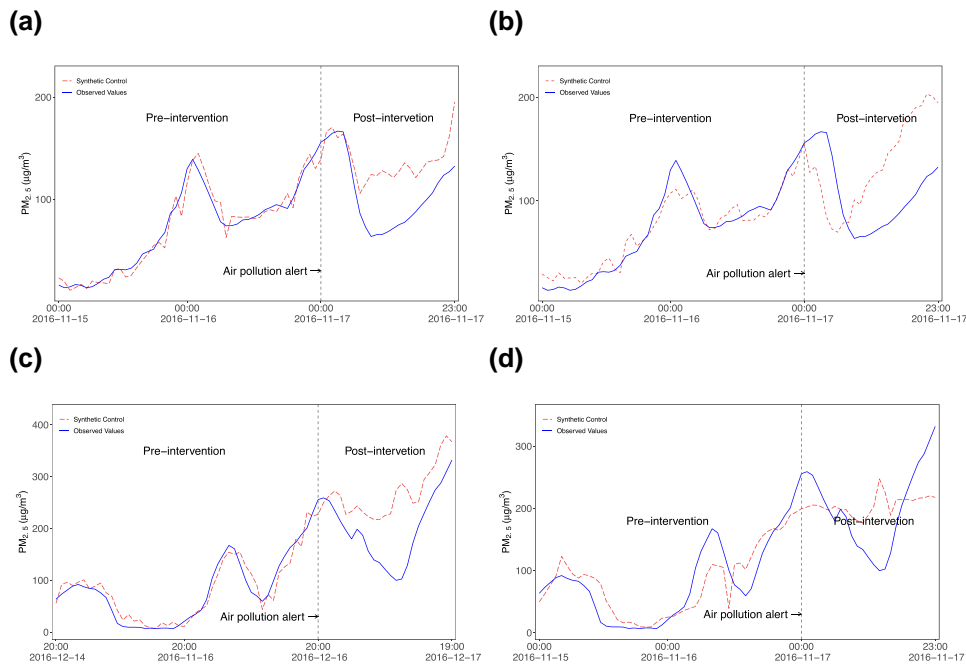 (a)
Synthetic Control
Observed Values
Pre−intervention
Post−intervetion
Air pollution alert →
PM2.5 (μg/m3)
200
100
00:00
2016−11−15
00:00
2016−11−16
00:00
2016−11−17
23:00
2016−11−17
(b)
Synthetic Control
Observed Values
Pre−intervention
Post−intervention
Air pollution alert →
PM2.5 (μg/m3)
200
100
00:00
2016−11−15
00:00
2016−11−16
00:00
2016−11−17
23:00
2016−11−17
(c)
Synthetic Control
Observed Values
Pre−intervention
Post−intervetion
Air pollution alert →
PM2.5 (μg/m3)
400
300
200
100
0
20:00
2016−12−14
20:00
2016−11−16
20:00
2016−12−16
19:00
2016−12−17
(d)
Synthetic Control
Observed Values
Pre−intervention
Post−intervention
Air pollution alert →
PM2.5 (μg/m3)
300
200
100
0
00:00
2016−11−15
00:00
2016−11−16
00:00
2016−11−17
23:00
2016−11−17